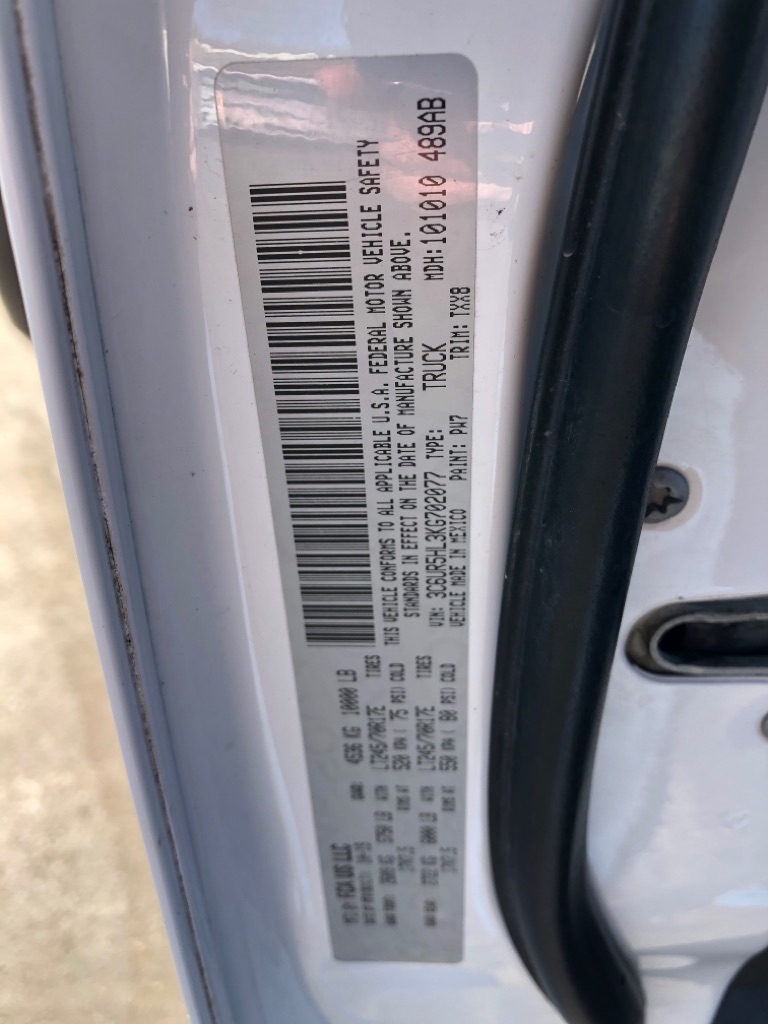 MFD BY FCA US LLC
GVWR: 4536 KG 10000 LB
LT245/70R17E TIRES
520 KPA ( 75 PSI) COLD
LT245/70R17E TIRES
550 KPA ( 80 PSI) COLD
THIS VEHICLE CONFORMS TO ALL APPLICABLE U.S.A. FEDERAL MOTOR VEHICLE SAFETY
STANDARDS IN EFFECT ON THE DATE OF MANUFACTURE SHOWN ABOVE.
VIN: 3C6UR5HL3KG702077 TYPE: TRUCK MDH:101010 489AB
VEHICLE MADE IN MEXICO PAINT: PW7 TRIM: TXX8